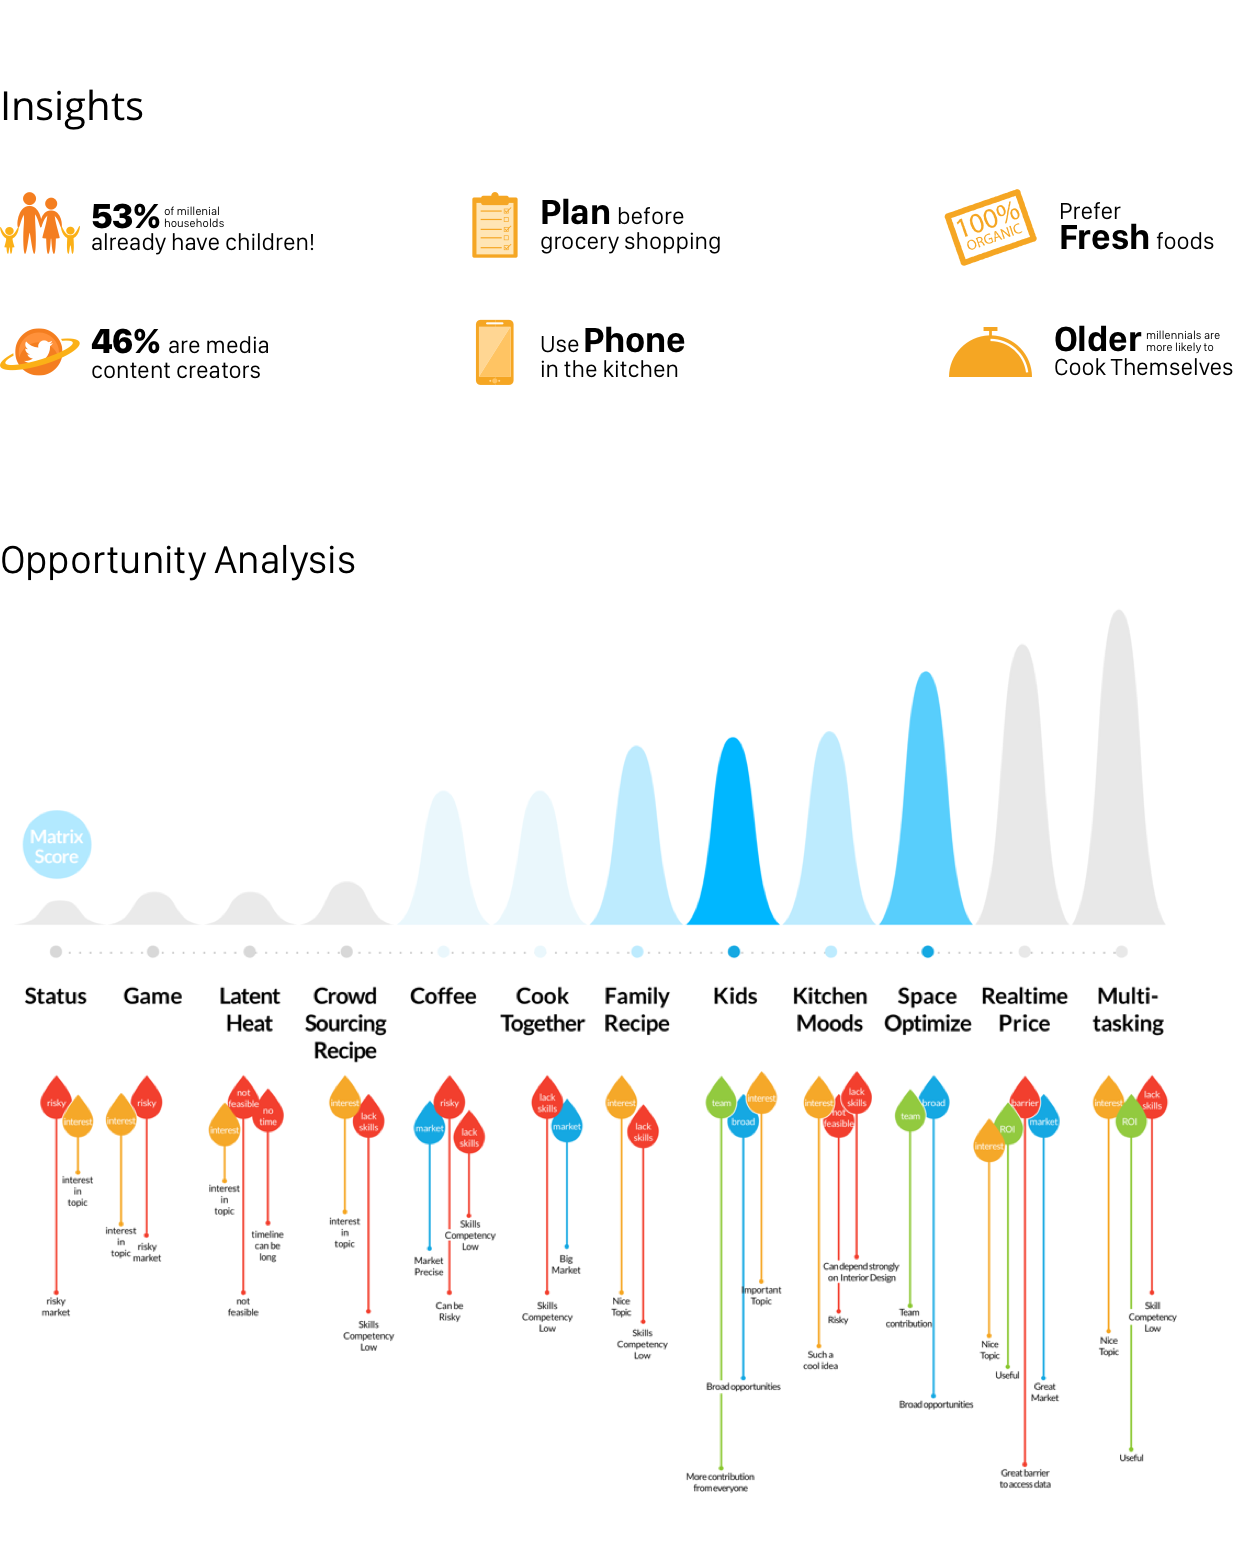 Insights
53% of millenial
households
already have children!
Plan before
grocery shopping
100%
ORGANIC
Prefer
Fresh foods
46% are media
content creators
Use Phone
in the kitchen
Older millennials are
more likely to
Cook Themselves
Opportunity Analysis
Matrix
Score
Status
Game
Latent
Heat
Crowd
Sourcing
Recipe
Coffee
Cook
Together
Family
Recipe
Kids
Kitchen
Moods
Space
Optimize
Realtime
Price
Multi-
tasking
risky
interest
interest
in
topic
risky
market
interest
risky
interest
in
topic
risky
market
interest
not
feasible
no
time
interest
in
topic
timeline
can be
long
not
feasible
interest
lack
skills
interest
in
topic
Skills
Competency
Low
market
risky
lack
skills
Skills
Competency
Low
Market
Precise
Can be
Risky
lack
skills
market
Big
Market
Skills
Competency
Low
interest
lack
skills
Nice
Topic
Skills
Competency
Low
team
broad
interest
Important
Topic
Broad opportunities
More contribution
from everyone
interest
not
feasible
lack
skills
Can depend strongly
on Interior Design
Risky
Such a
cool idea
team
broad
Team
contribution
Broad opportunities
interest
ROI
barrier
market
Nice
Topic
Useful
Great
Market
Great barrier
to access data
interest
ROI
lack
skills
Skill
Competency
Low
Nice
Topic
Useful